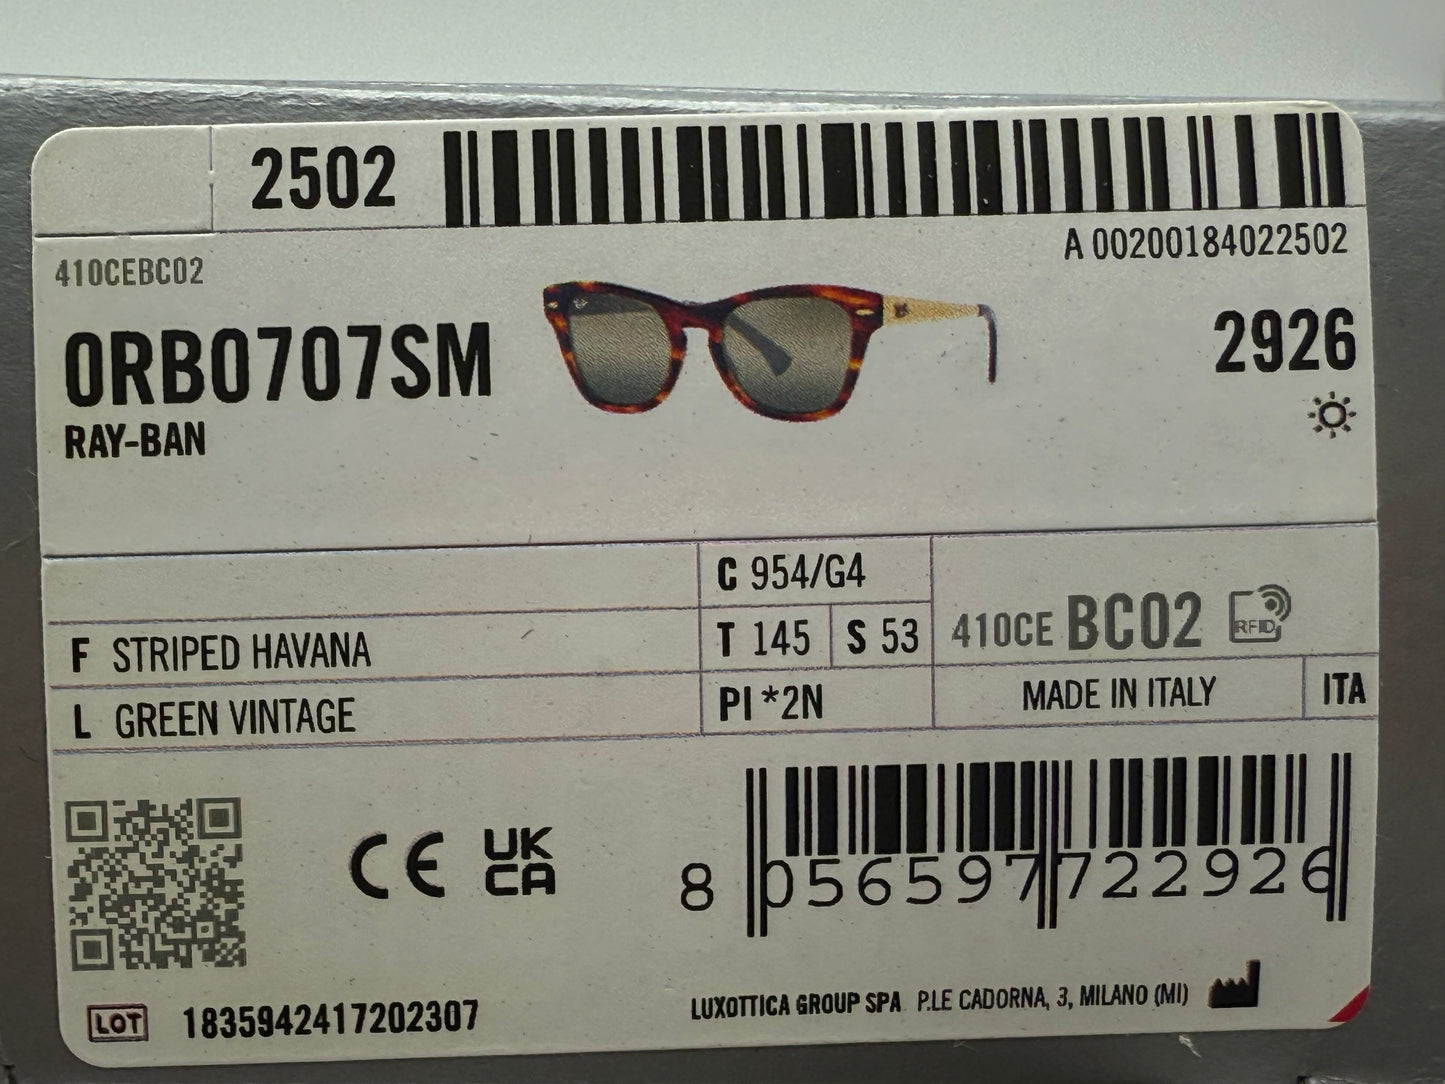 2502
A 00200184022502
410CEBC02
0RB0707SM
2926
RAY-BAN
C 954/G4
F STRIPED HAVANA
T 145
S 53
410CE BC02
RFID
L GREEN VINTAGE
PI *2N
MADE IN ITALY
ITA
CE
UK
CA
8 056597 722926
LOT 1835942417202307
LUXOTTICA GROUP SPA P.LE CADORNA, 3, MILANO (MI)